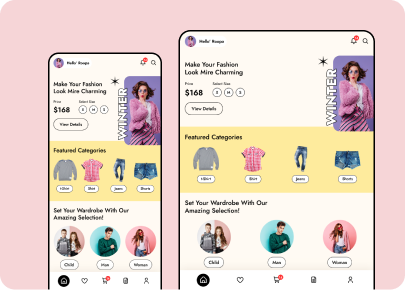 Hello' Roopa
Make Your Fashion
Look Mire Charming
Price
Select Size
$168
S
M
S
View Details
WINTER
Featured Categories
t-Shirt
Shirt
Jeans
Shorts
Set Your Wardrobe With Our
Amazing Selection!
Child
Man
Woman
Hello' Roopa
Make Your Fashion
Look Mire Charming
Price
Select Size
$168
S
M
S
View Details
WINTER
Featured Categories
t-Shirt
Shirt
Jeans
Shorts
Set Your Wardrobe With Our
Amazing Selection!
Child
Man
Woman